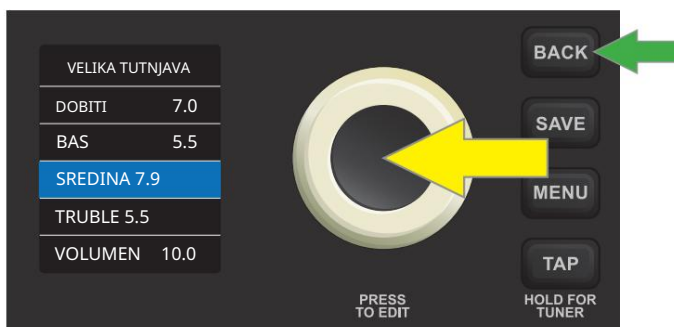 VELIKA TUTNJAVA
DOBITI 7.0
BAS 5.5
SREDINA 7.9
TRUBLE 5.5
VOLUMEN 10.0
BACK
SAVE
MENU
TAP
PRESS
TO EDIT
HOLD FOR
TUNER